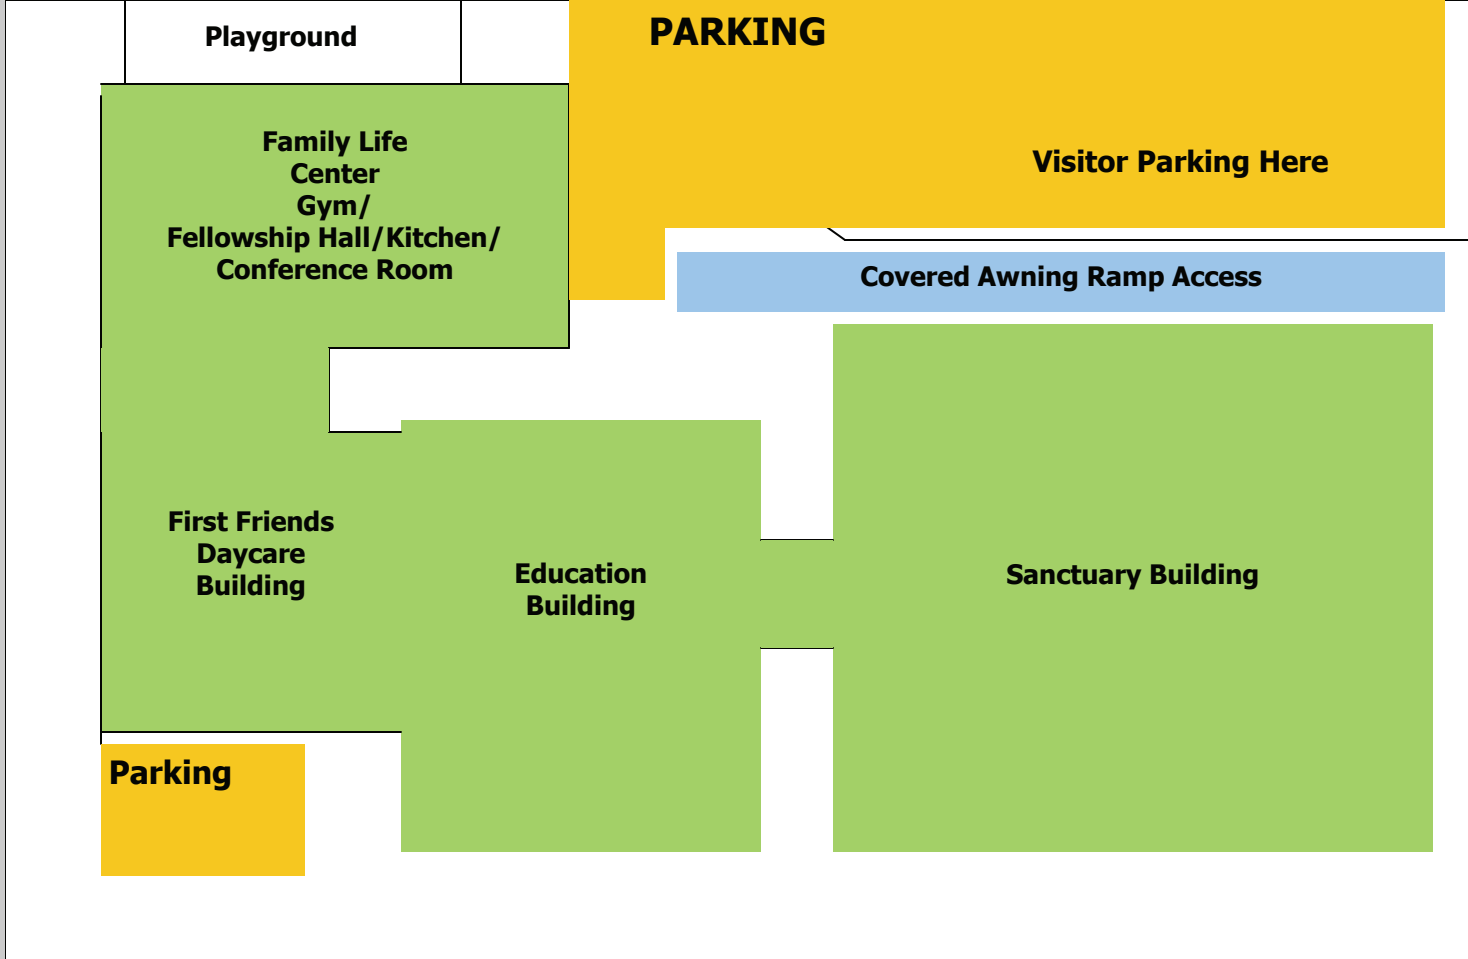 Playground
PARKING
Visitor Parking Here
Family Life
Center
Gym/
Fellowship Hall/Kitchen/
Conference Room
Covered Awning Ramp Access
First Friends
Daycare
Building
Education
Building
Sanctuary Building
Parking